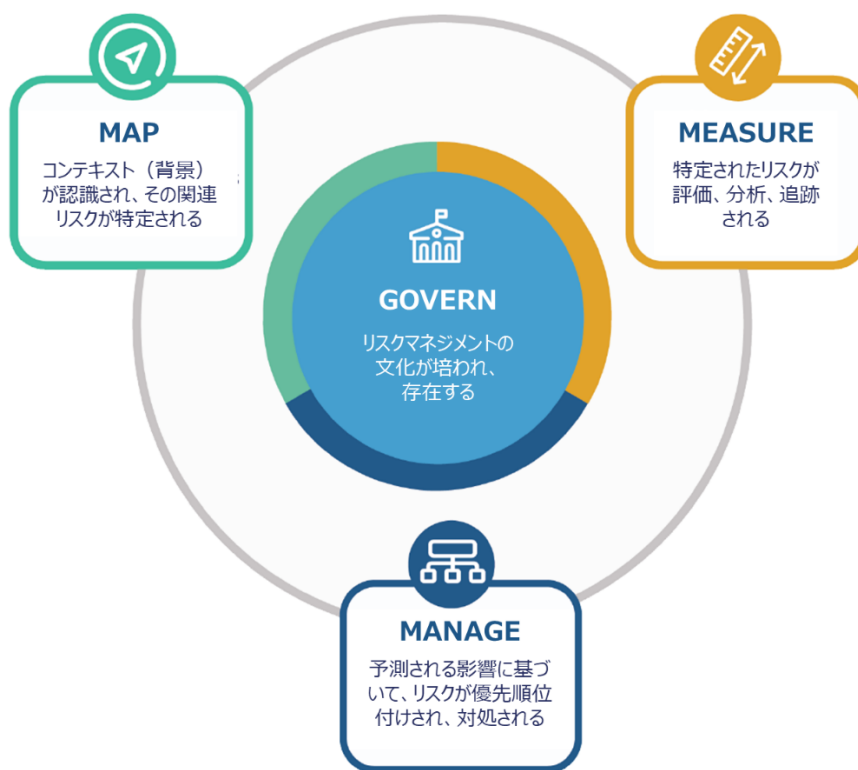 MAP
コンテキスト（背景）
が認識され、その関連
リスクが特定される
MEASURE
特定されたリスクが
評価、分析、追跡
される
GOVERN
リスクマネジメントの
文化が培われ、
存在する
MANAGE
予測される影響に基づ
いて、リスクが優先順位
付けされ、対処される